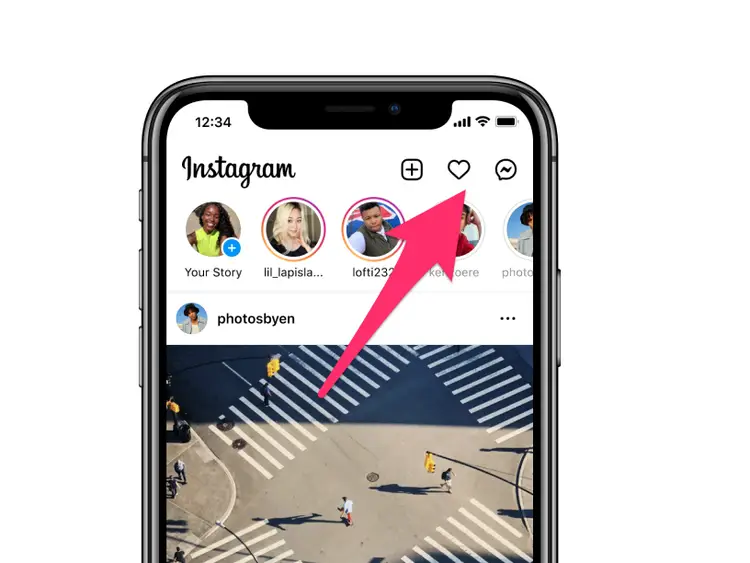 12:34
Instagram
Your Story
lil_lapisla...
photosbyen